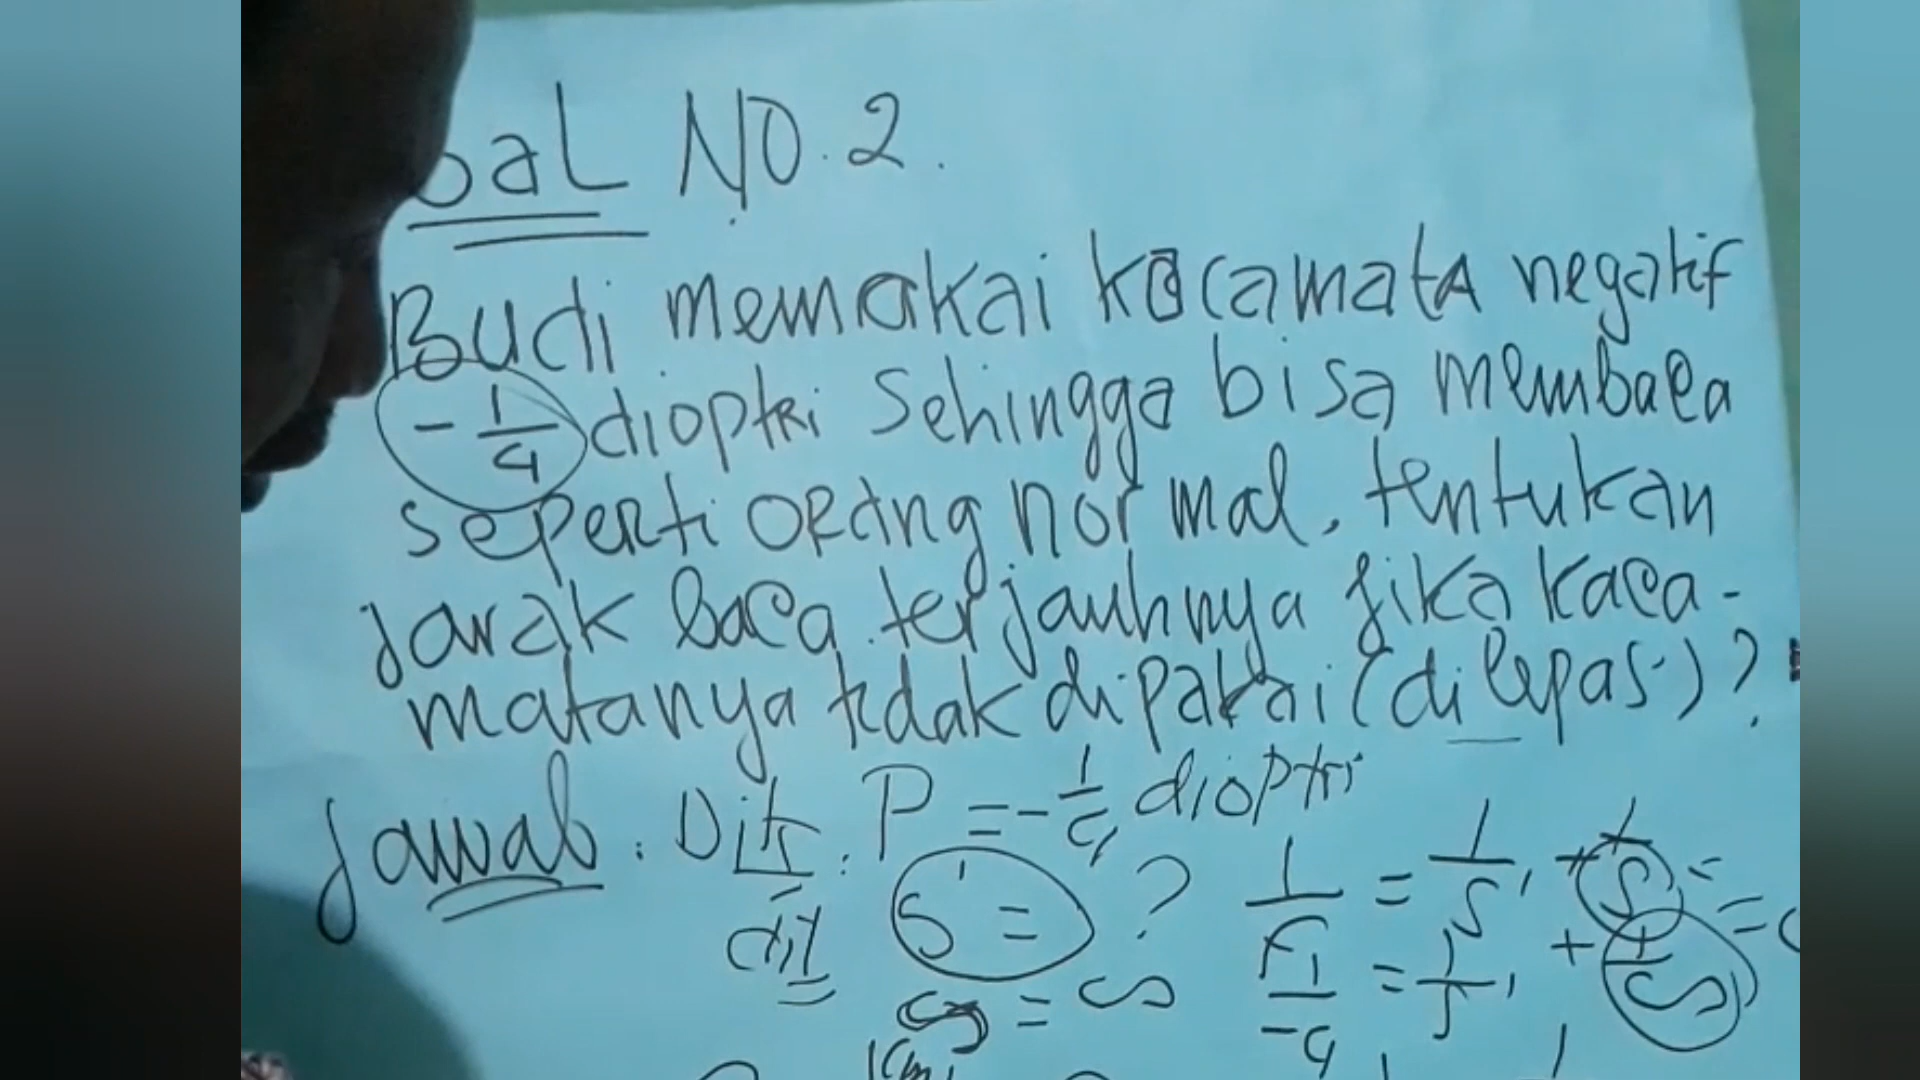 oal NO. 2.
Budi memakai kacamata negatif
- 1/4 dioptri sehingga bisa membaca
seperti orang normal, tentukan
jarak baca terjauhnya jika kaca-
matanya tidak dipakai (dilepas)?
Jawab: Dik: P = - 1/4 dioptri
dit S' = ? 1/F = 1/S' + 1/S =
S = ∞ 1/-4 = 1/S' + 1/∞